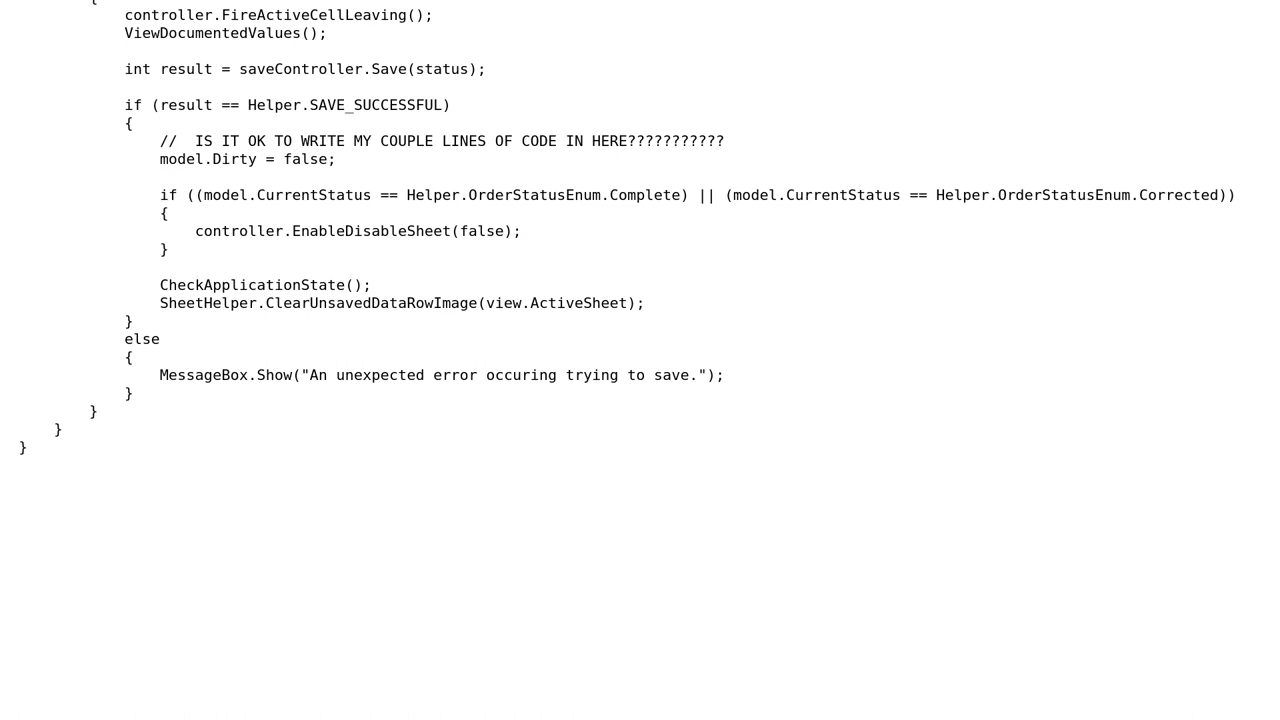 {
controller.FireActiveCellLeaving();
ViewDocumentedValues();
int result = saveController.Save(status);
if (result == Helper.SAVE_SUCCESSFUL)
{
//  IS IT OK TO WRITE MY COUPLE LINES OF CODE IN HERE???????????
model.Dirty = false;
if ((model.CurrentStatus == Helper.OrderStatusEnum.Complete) || (model.CurrentStatus == Helper.OrderStatusEnum.Corrected))
{
controller.EnableDisableSheet(false);
}
CheckApplicationState();
SheetHelper.ClearUnsavedDataRowImage(view.ActiveSheet);
}
else
{
MessageBox.Show("An unexpected error occuring trying to save.");
}
}
}
}